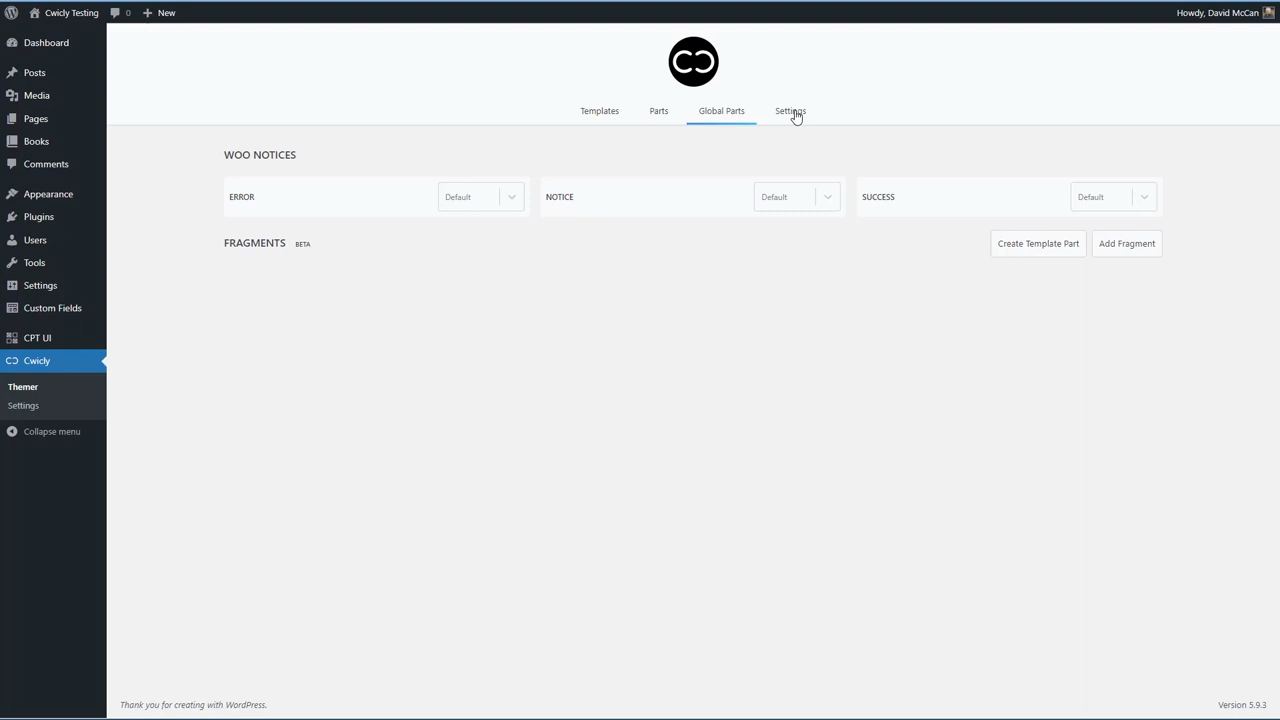 Cwicly Testing
0
New
Howdy, David McCan
Dashboard
Posts
Media
Pages
Books
Comments
Appearance
Plugins
Users
Tools
Settings
Custom Fields
CPT UI
Cwicly
Themer
Settings
Collapse menu
Templates Parts Global Parts Settings
WOO NOTICES
ERROR Default NOTICE Default SUCCESS Default
FRAGMENTS BETA Create Template Part Add Fragment
Thank you for creating with WordPress. Version 5.9.3